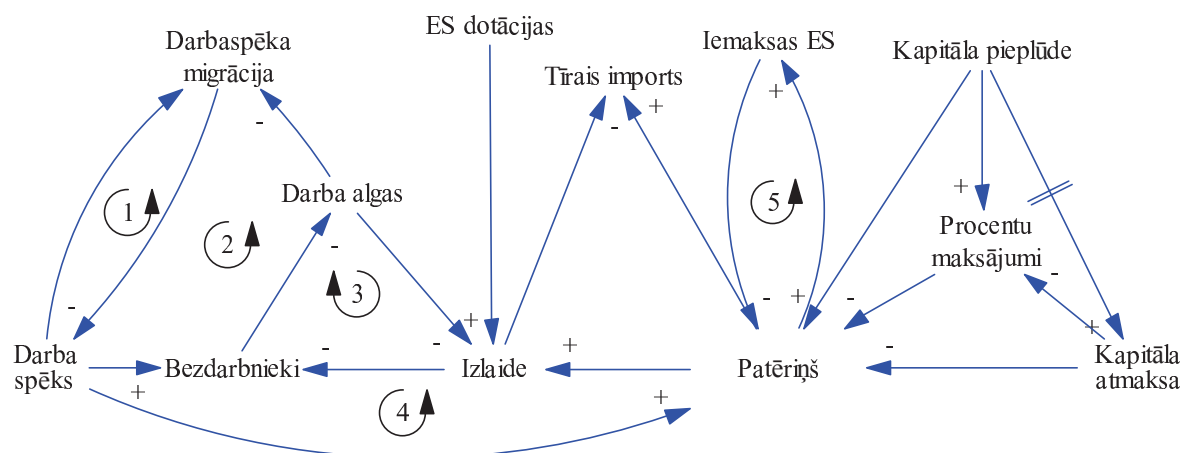 ES dotācijas
Darbaspēka
migrācija
Iemaksas ES
Kapitāla pieplūde
Tīrais imports
+
+
-
-
Darba algas
+
1
5
2
Procentu
maksājumi
-
-
3
-
-
+
-
+
-
+
-
-
+
-
Darba
spēks
Bezdarbnieki
Izlaide
Patēriņš
Kapitāla
atmaksa
+
+
4